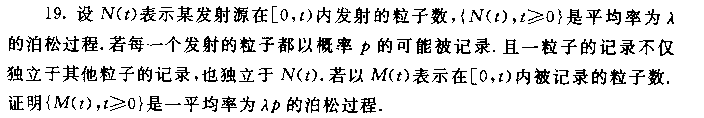 19. 设 N(t)表示某发射源在[0,t)内发射的粒子数,{N(t),t≥0}是平均率为 λ
的泊松过程.若每一个发射的粒子都以概率 p 的可能被记录.且一粒子的记录不仅
独立于其他粒子的记录,也独立于 N(t).若以 M(t)表示在[0,t)内被记录的粒子数.
证明{M(t),t≥0}是一平均率为 λp 的泊松过程.